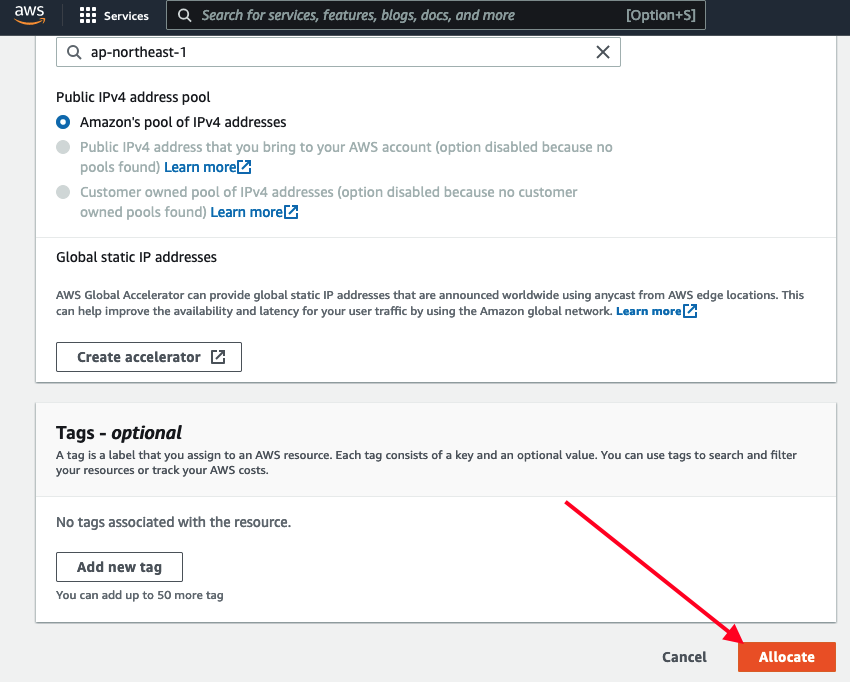 aws
Services
Search for services, features, blogs, docs, and more
[Option+S]
ap-northeast-1
Public IPv4 address pool
Amazon's pool of IPv4 addresses
Public IPv4 address that you bring to your AWS account (option disabled because no
pools found) Learn more
Customer owned pool of IPv4 addresses (option disabled because no customer
owned pools found) Learn more
Global static IP addresses
AWS Global Accelerator can provide global static IP addresses that are announced worldwide using anycast from AWS edge locations. This
can help improve the availability and latency for your user traffic by using the Amazon global network. Learn more
Create accelerator
Tags - optional
A tag is a label that you assign to an AWS resource. Each tag consists of a key and an optional value. You can use tags to search and filter
your resources or track your AWS costs.
No tags associated with the resource.
Add new tag
You can add up to 50 more tag
Cancel
Allocate